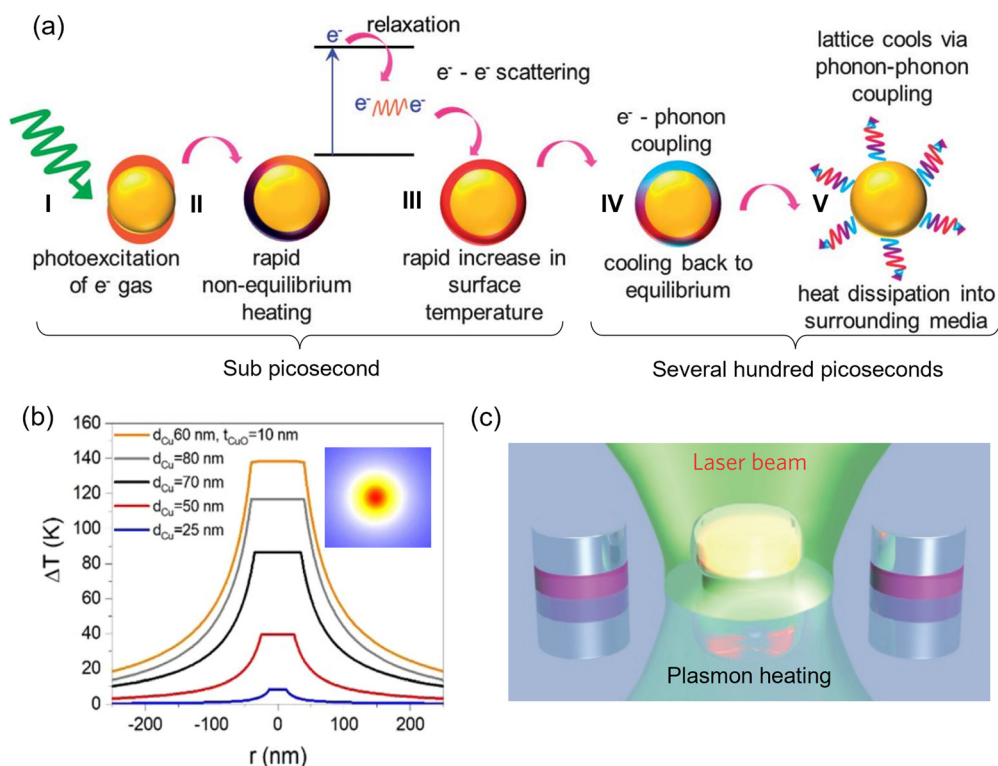 (a)
e⁻
relaxation
e⁻ - e⁻ scattering
e⁻
e⁻
lattice cools via
phonon-phonon
coupling
e⁻ - phonon
coupling
I
II
III
IV
V
photoexcitation
of e⁻ gas
rapid
non-equilibrium
heating
rapid increase in
surface
temperature
cooling back to
equilibrium
heat dissipation into
surrounding media
Sub picosecond
Several hundred picoseconds
(b)
160
140
120
100
80
60
40
20
0
ΔT (K)
d_Cu 60 nm, t_CuO=10 nm
d_Cu=80 nm
d_Cu=70 nm
d_Cu=50 nm
d_Cu=25 nm
-200
-100
0
100
200
r (nm)
(c)
Laser beam
Plasmon heating